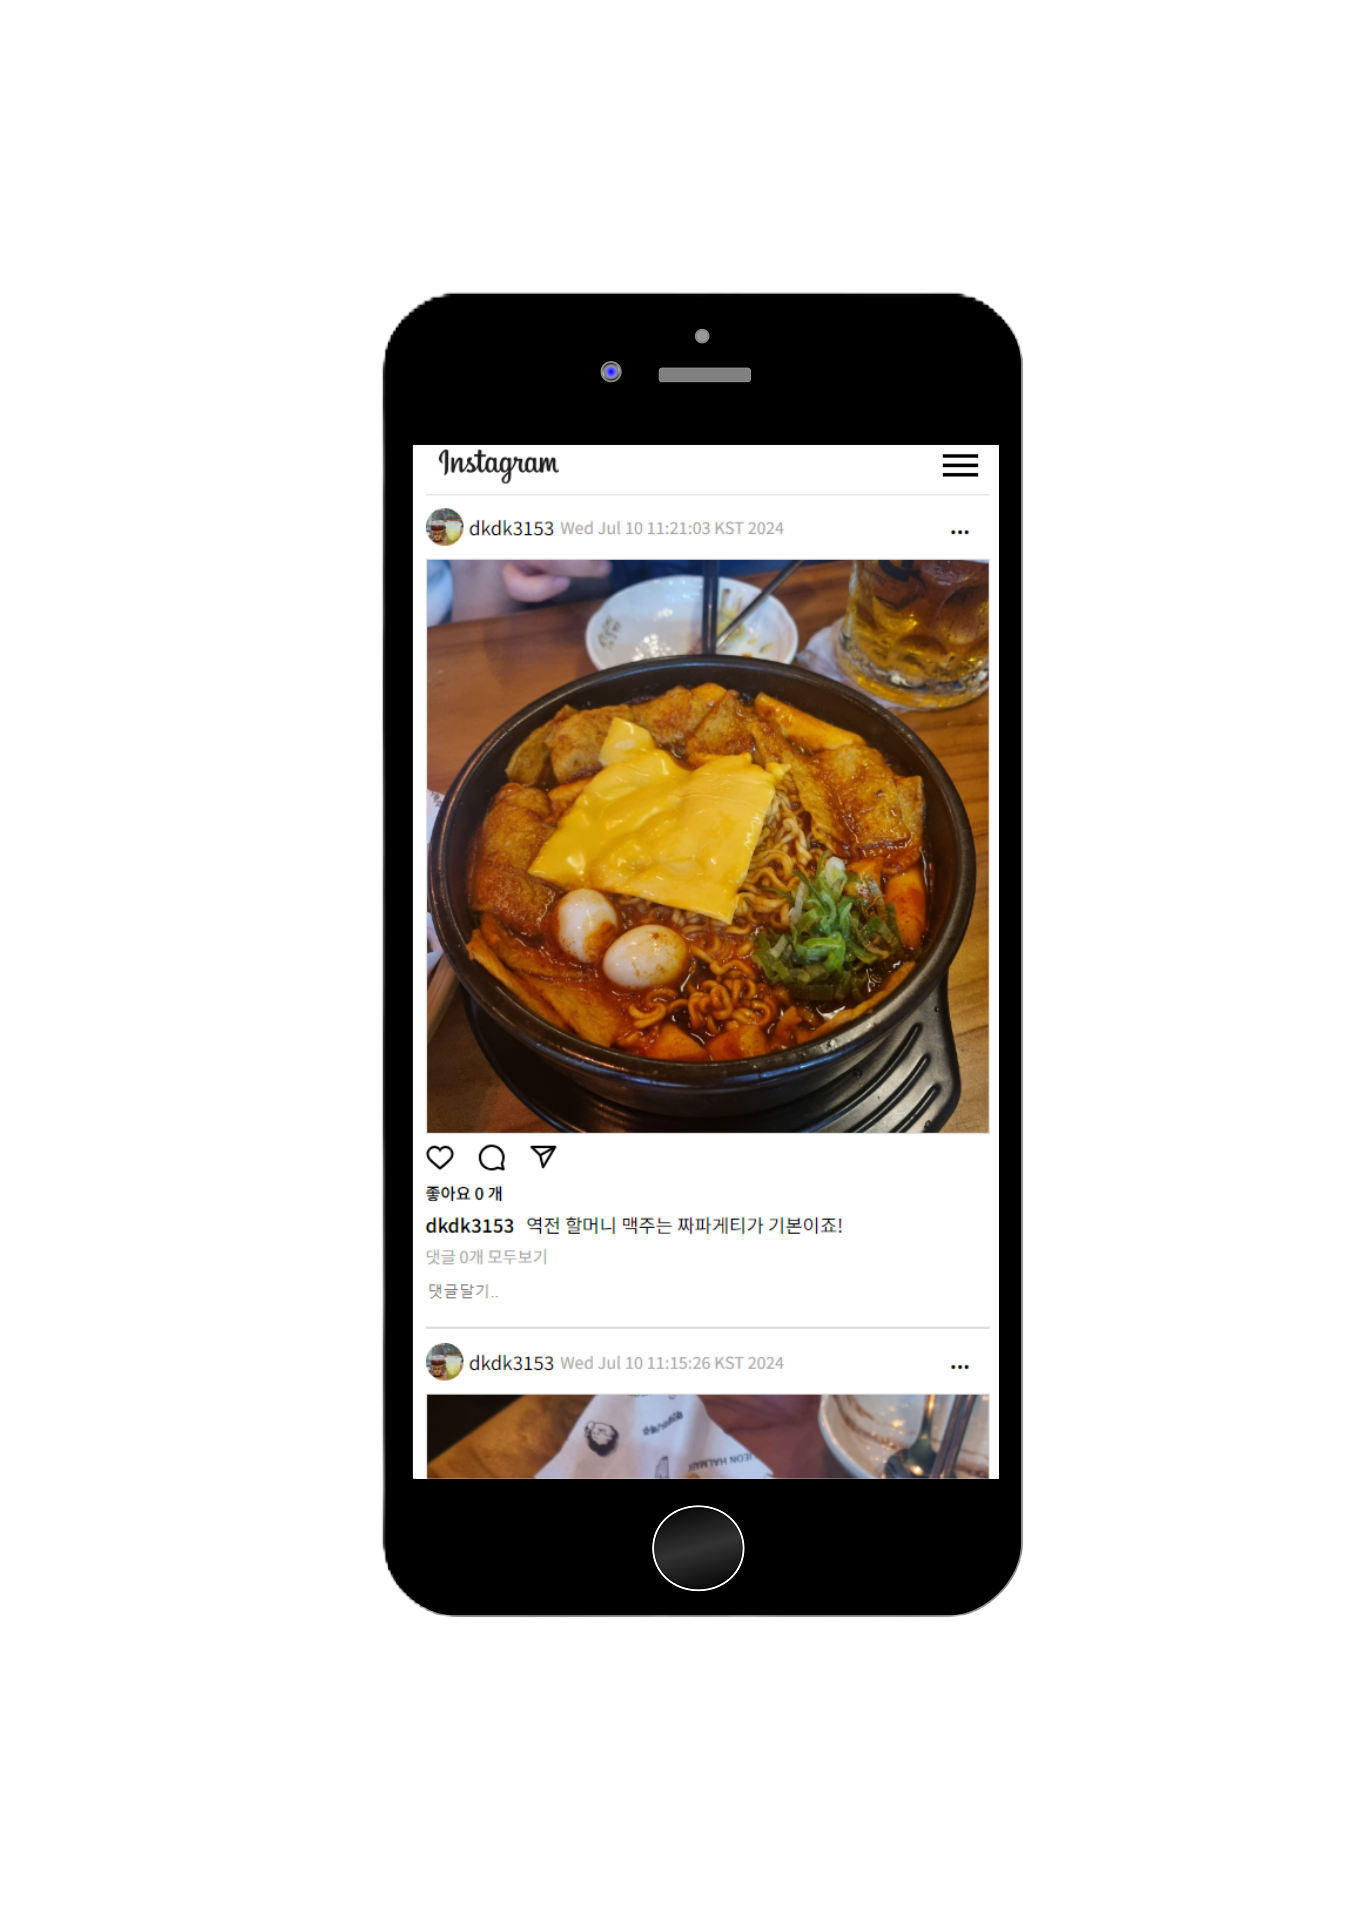 Instagram
dkdk3153 Wed Jul 10 11:21:03 KST 2024
좋아요 0 개
dkdk3153 역전 할머니 맥주는 짜파게티가 기본이죠!
댓글 0개 모두보기
댓글달기..
dkdk3153 Wed Jul 10 11:15:26 KST 2024